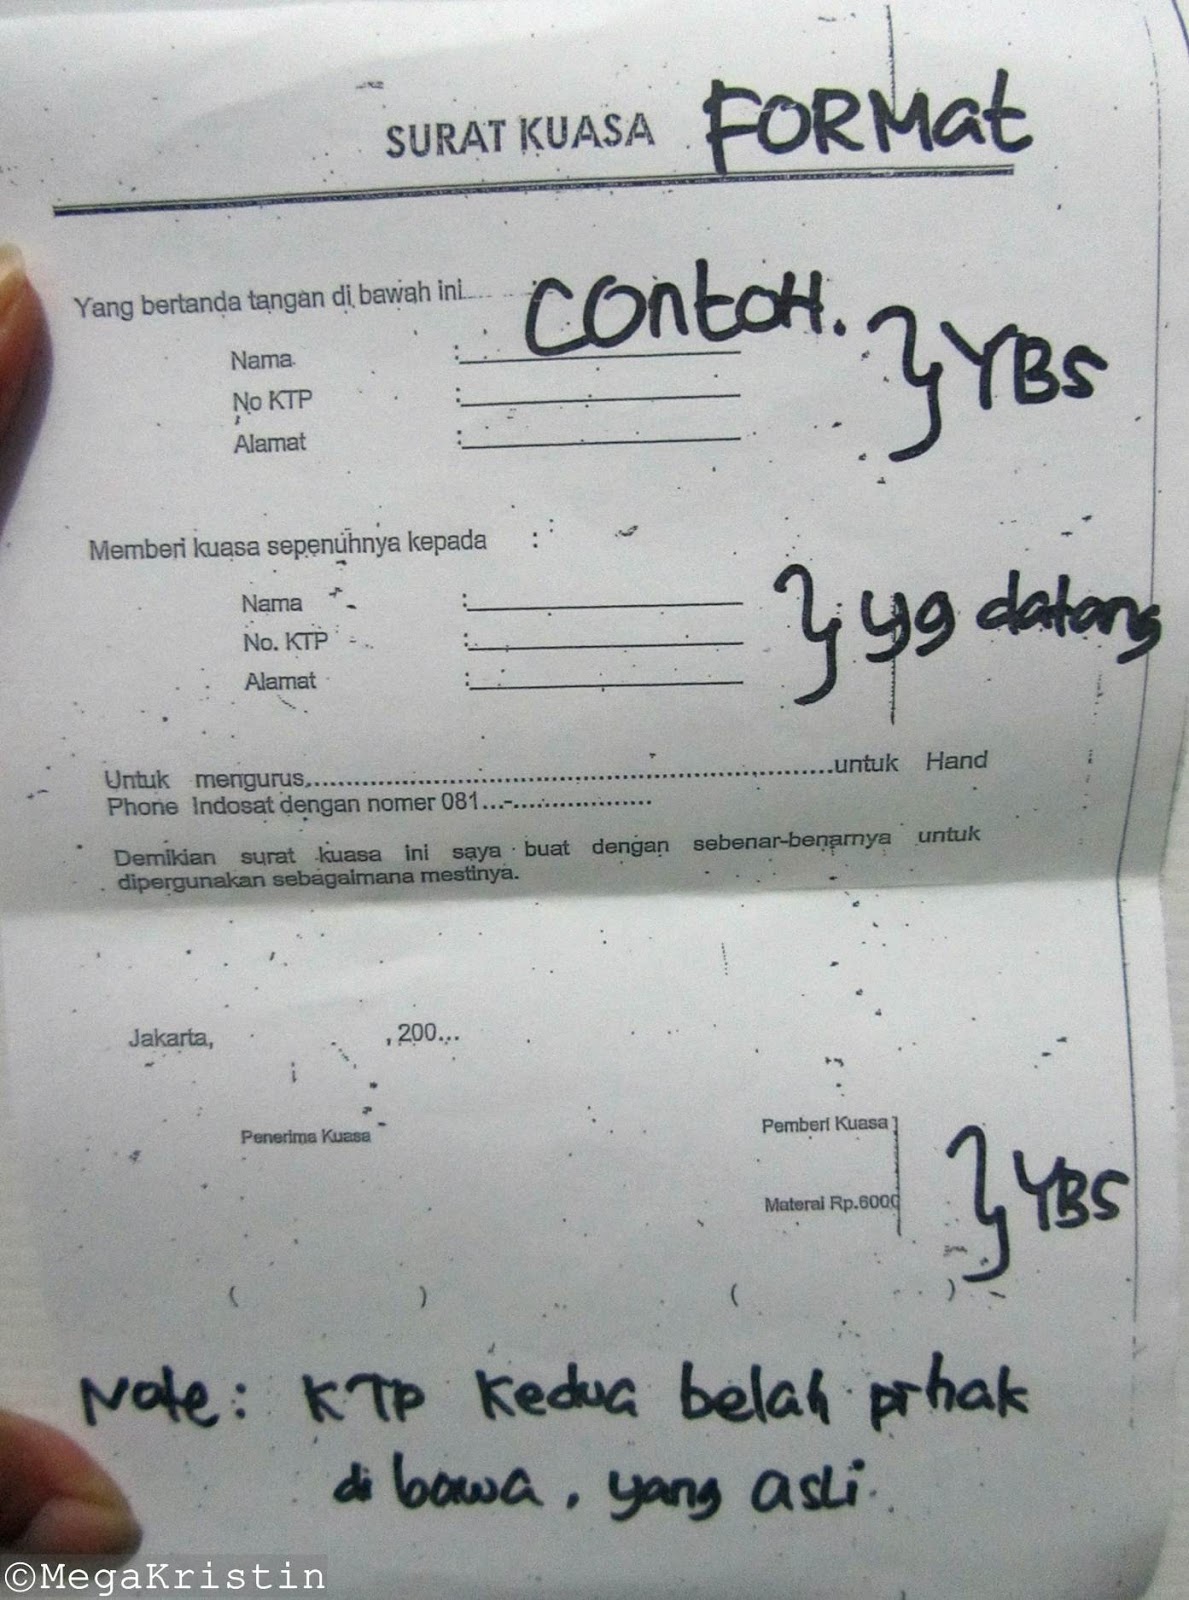 SURAT KUASA FORMat
Yang bertanda tangan di bawah ini.... : CONtOH.
Nama :
No KTP : } YBS
Alamat :
Memberi kuasa sepenuhnya kepada :
Nama :
No. KTP : } yg datang
Alamat :
Untuk mengurus..............................................................untuk Hand
Phone Indosat dengan nomer 081...-....................
Demikian surat kuasa ini saya buat dengan sebenar-benarnya untuk
dipergunakan sebagaimana mestinya.
Jakarta, , 200...
Penerima Kuasa Pemberi Kuasa
Materai Rp.6000 } YBS
( ) ( )
Note: KTP Kedua belah pihak
di bawa, yang asli.
©MegaKristin